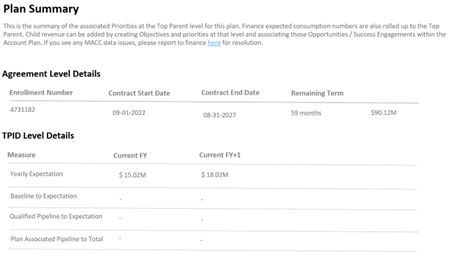 Plan Summary
This is the summary of the associated Priorities at the Top Parent level for this plan. Finance expected consumption numbers are also rolled up to the Top
Parent. Child revenue can be added by creating Objectives and priorities at that level and associating those Opportunities / Success Engagements within the
Account Plan. If you see any MACC data issues, please report to finance here for resolution.
Agreement Level Details
Enrollment Number Contract Start Date Contract End Date Remaining Term
4731182 09-01-2022 08-31-2027 59 months $90.12M
TPID Level Details
Measure Current FY Current FY+1
Yearly Expectation $ 15.02M $ 18.02M
Baseline to Expectation - -
Qualified Pipeline to Expectation - -
Plan Associated Pipeline to Total - -